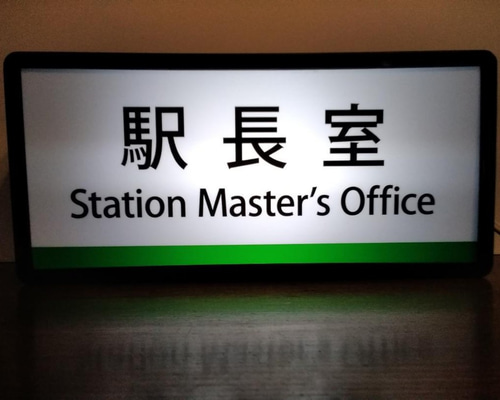 駅長室
Station Master's Office